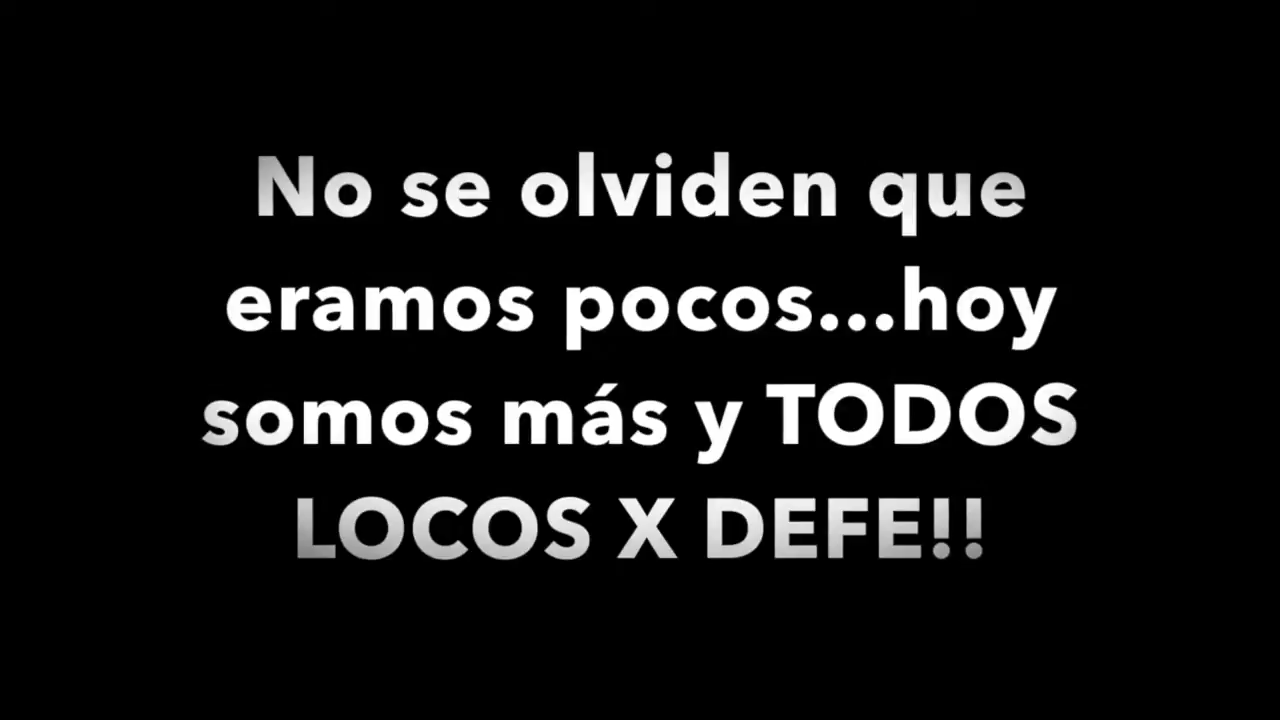 No se olviden que
eramos pocos...hoy
somos más y TODOS
LOCOS X DEFE!!